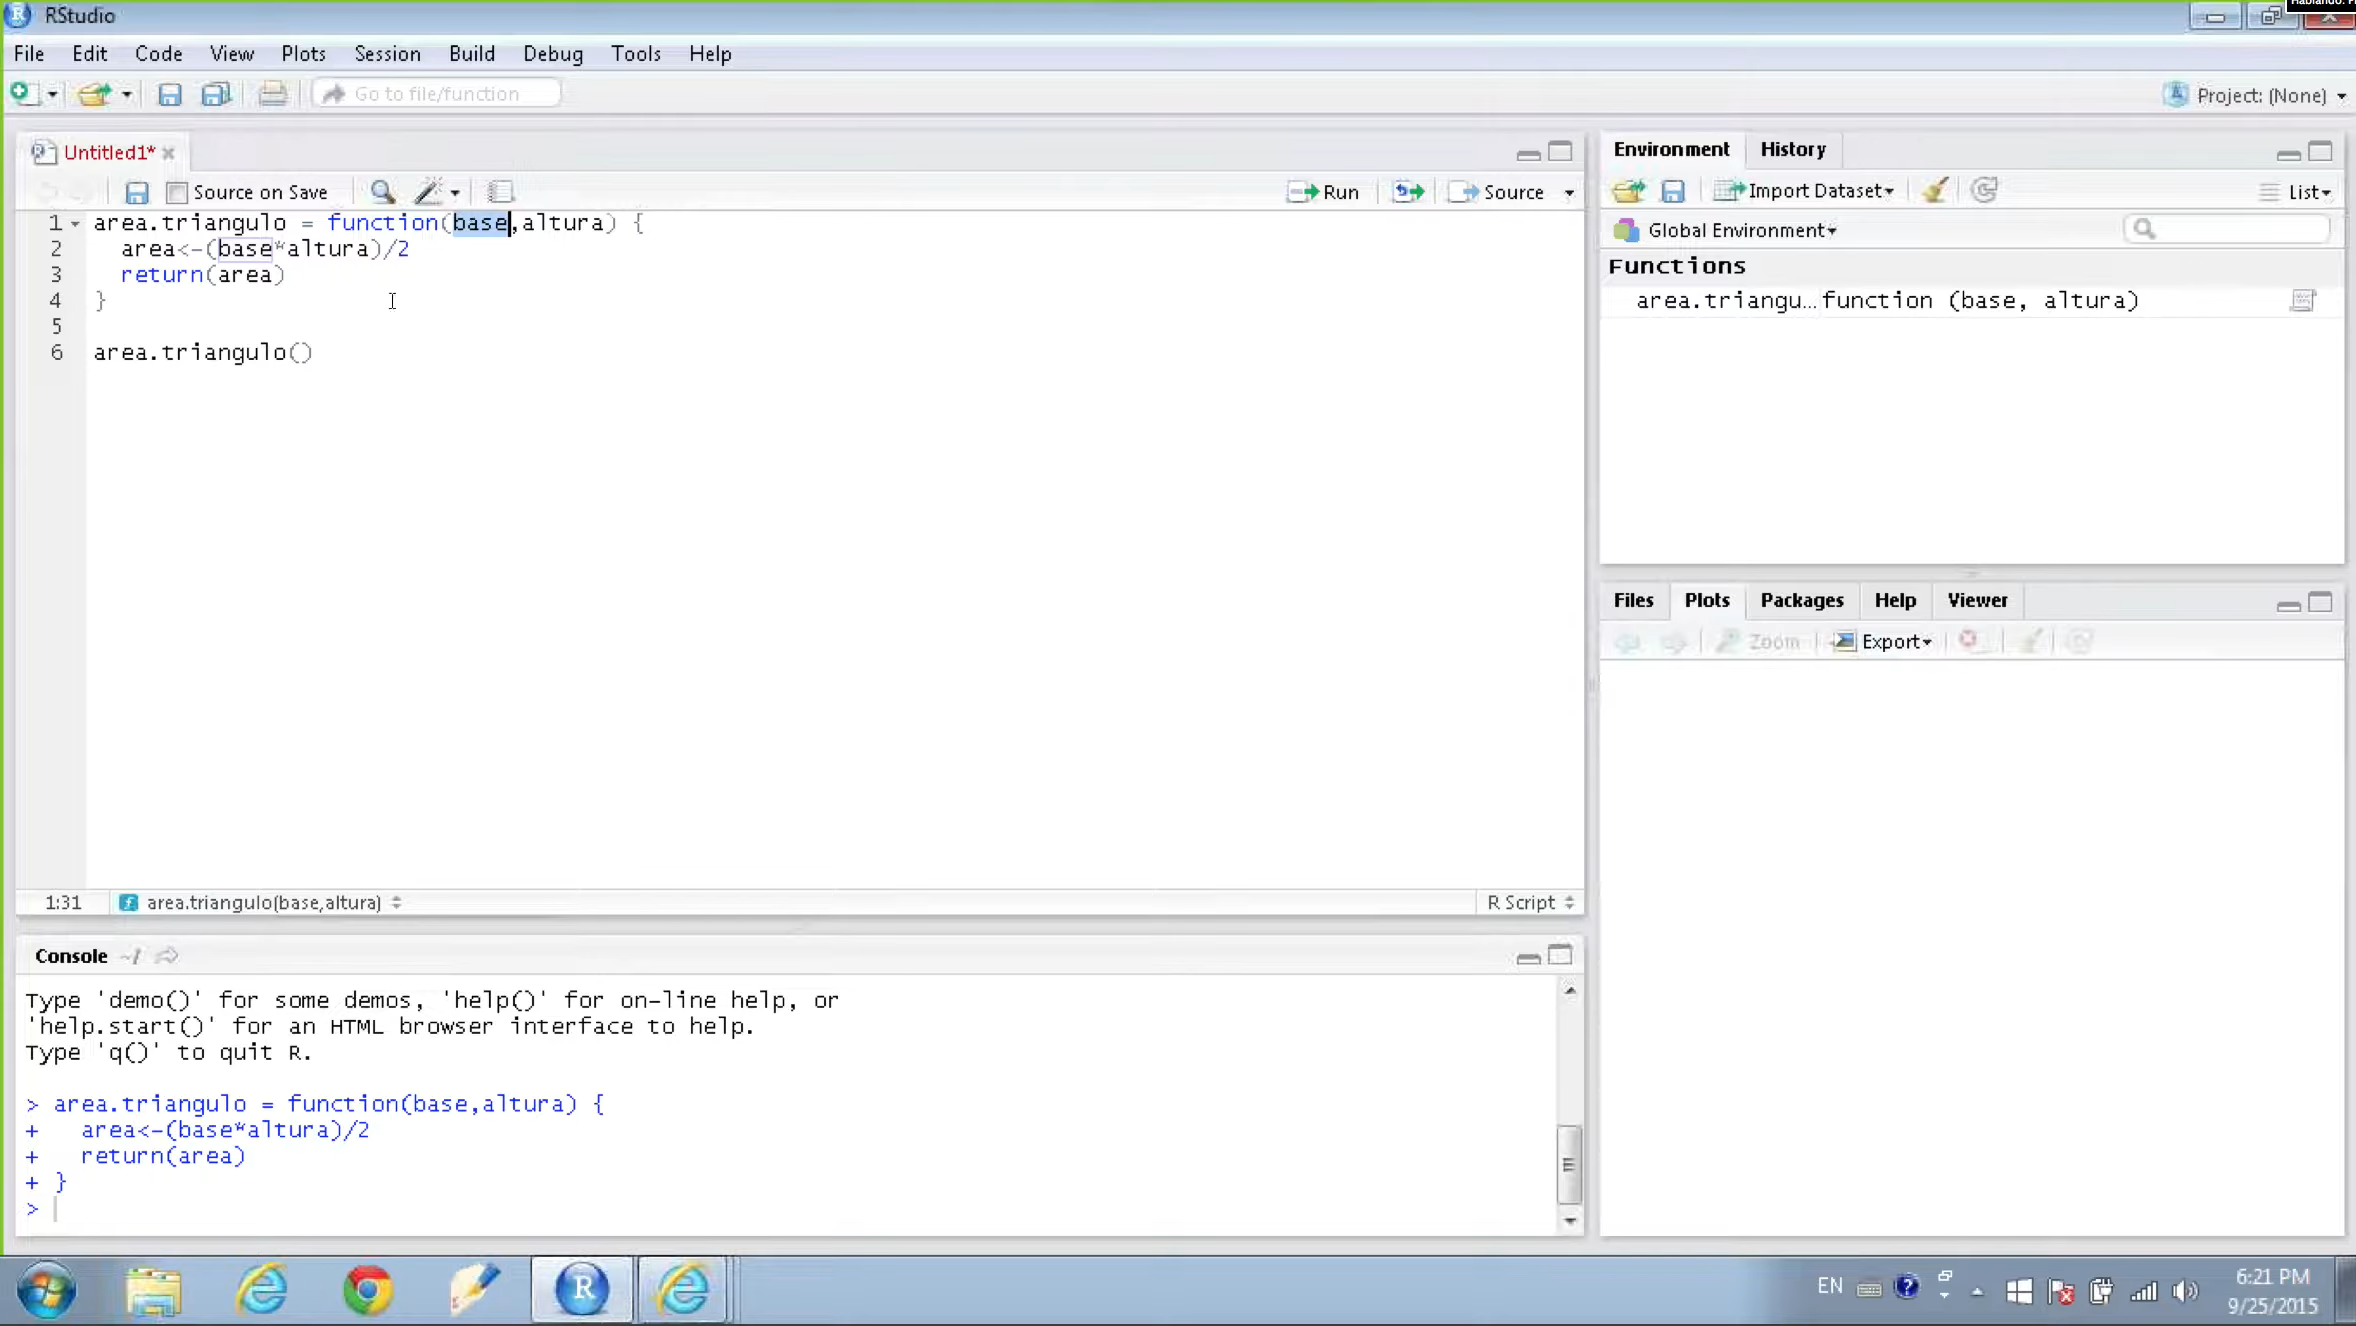 RStudio
Hablando:
File Edit Code View Plots Session Build Debug Tools Help
Go to file/function
Project: (None)
Untitled1*
Source on Save
Run
Source
1 area.triangulo = function(base,altura) {
2 area<-(base*altura)/2
3 return(area)
4 }
5
6 area.triangulo()
1:31 area.triangulo(base,altura)
R Script
Console ~/
Type 'demo()' for some demos, 'help()' for on-line help, or
'help.start()' for an HTML browser interface to help.
Type 'q()' to quit R.
> area.triangulo = function(base,altura) {
+ area<-(base*altura)/2
+ return(area)
+ }
>
Environment History
Import Dataset
List
Global Environment
Functions
area.triangu… function (base, altura)
Files Plots Packages Help Viewer
Zoom Export
EN
6:21 PM
9/25/2015